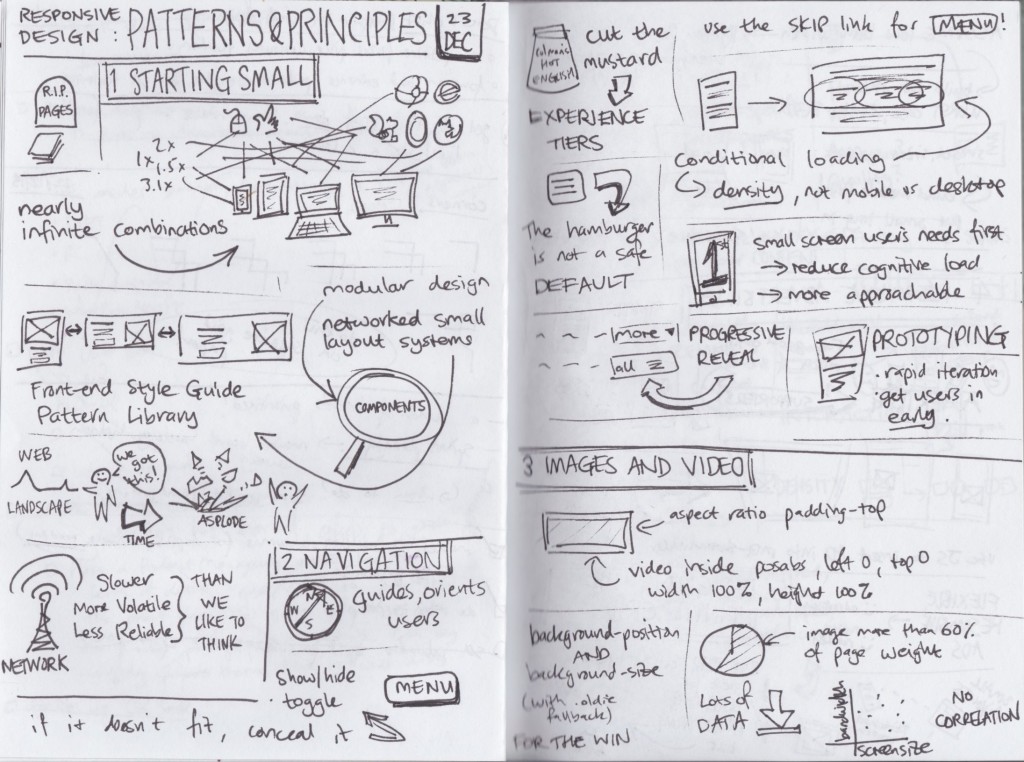 RESPONSIVE
DESIGN : PATTERNS & PRINCIPLES
23
DEC
R.I.P.
PAGES
1 STARTING SMALL
2x
1x 1.5x
3.1x
nearly
infinite combinations
modular design
networked small
layout systems
COMPONENTS
Front-end Style Guide
Pattern Library
WEB
LANDSCAPE
we
got
this!
TIME
ASPLODE
NETWORK
Slower
More Volatile
Less Reliable
THAN
WE
LIKE TO
THINK
2 NAVIGATION
N E
W S
guides, orients
users
Show/hide
toggle
MENU
if it doesn't fit, conceal it
Colman's
HOT
ENGLISH
cut the
mustard
EXPERIENCE
TIERS
The hamburger
is not a safe
DEFAULT
use the SKIP link for MENU!
Conditional loading
density, not mobile vs desktop
1st
small screen users needs first
→ reduce cognitive load
→ more approachable
more ▼
all
PROGRESSIVE
REVEAL
PROTOTYPING
. rapid iteration
. get users in
early.
3 IMAGES AND VIDEO
aspect ratio padding-top
video inside posabs, left 0, top 0
width 100%, height 100%
background-position
AND
background-size
(with .oldie
fallback)
FOR THE WIN
image more than 60%
of page weight
Lots of
DATA
bandwidth
screensize
NO
CORRELATION